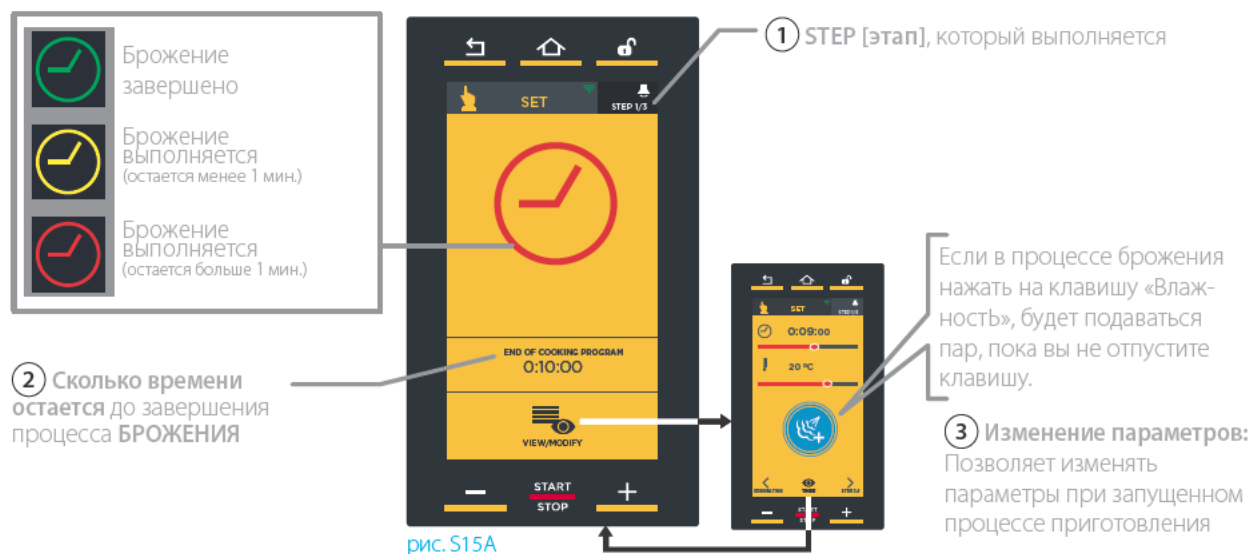 Брожение
завершено
Брожение
выполняется
(остается менее 1 мин.)
Брожение
выполняется
(остается больше 1 мин.)
1 STEP [этап], который выполняется
SET
STEP 1/3
END OF COOKING PROGRAM
0:10:00
VIEW/MODIFY
START
STOP
2 Сколько времени
остается до завершения
процесса БРОЖЕНИЯ
SET
0:09:00
20 ºC
START
STOP
Если в процессе брожения
нажать на клавишу «Влаж-
ностЬ», будет подаваться
пар, пока вы не отпустите
клавишу.
3 Изменение параметров:
Позволяет изменять
параметры при запущенном
процессе приготовления
рис. S15A